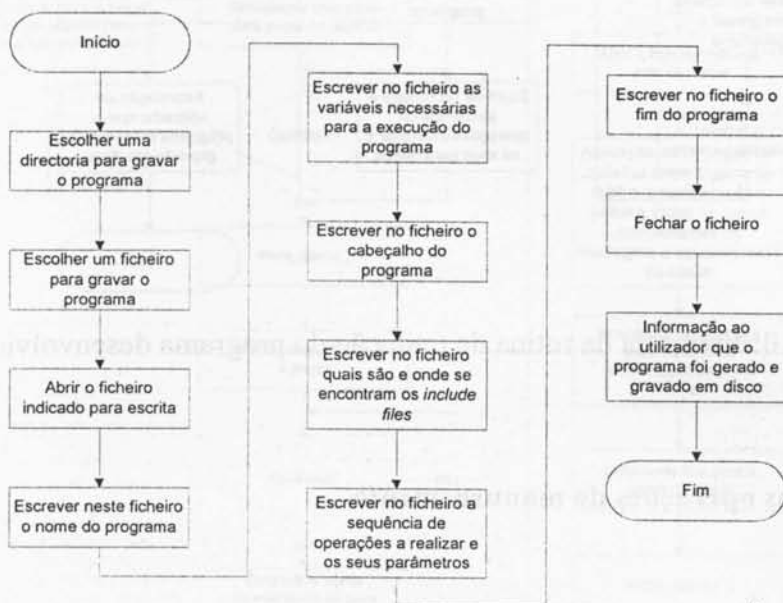 Início
Escolher uma
directoria para gravar
o programa
Escolher um ficheiro
para gravar o
programa
Abrir o ficheiro
indicado para escrita
Escrever neste ficheiro
o nome do programa
Escrever no ficheiro as
variáveis necessárias
para a execução do
programa
Escrever no ficheiro o
cabeçalho do
programa
Escrever no ficheiro
quais são e onde se
encontram os include
files
Escrever no ficheiro a
sequência de
operações a realizar e
os seus parâmetros
Escrever no ficheiro o
fim do programa
Fechar o ficheiro
Informação ao
utilizador que o
programa foi gerado e
gravado em disco
Fim